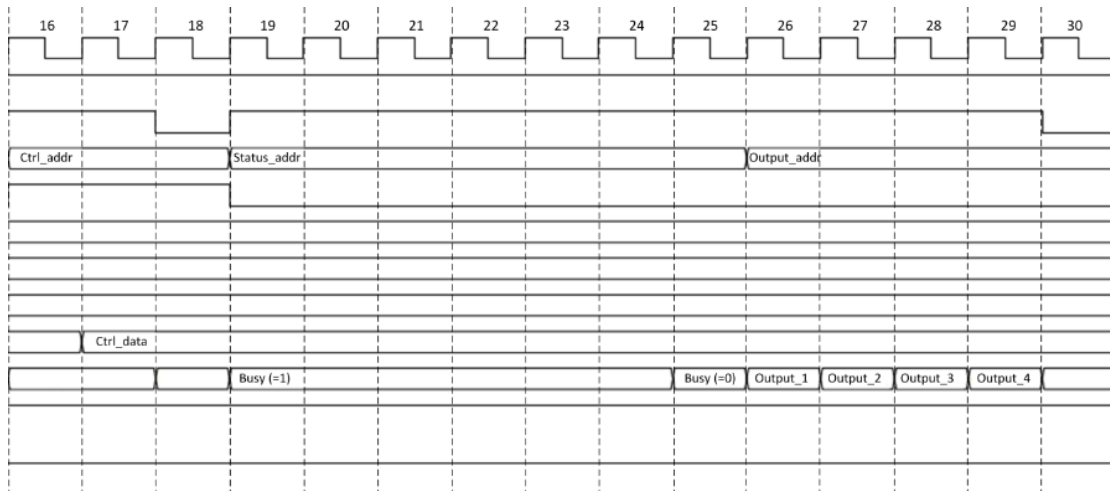 16 17 18 19 20 21 22 23 24 25 26 27 28 29 30
Ctrl_addr Status_addr Output_addr
Ctrl_data
Busy (=1) Busy (=0) Output_1 Output_2 Output_3 Output_4